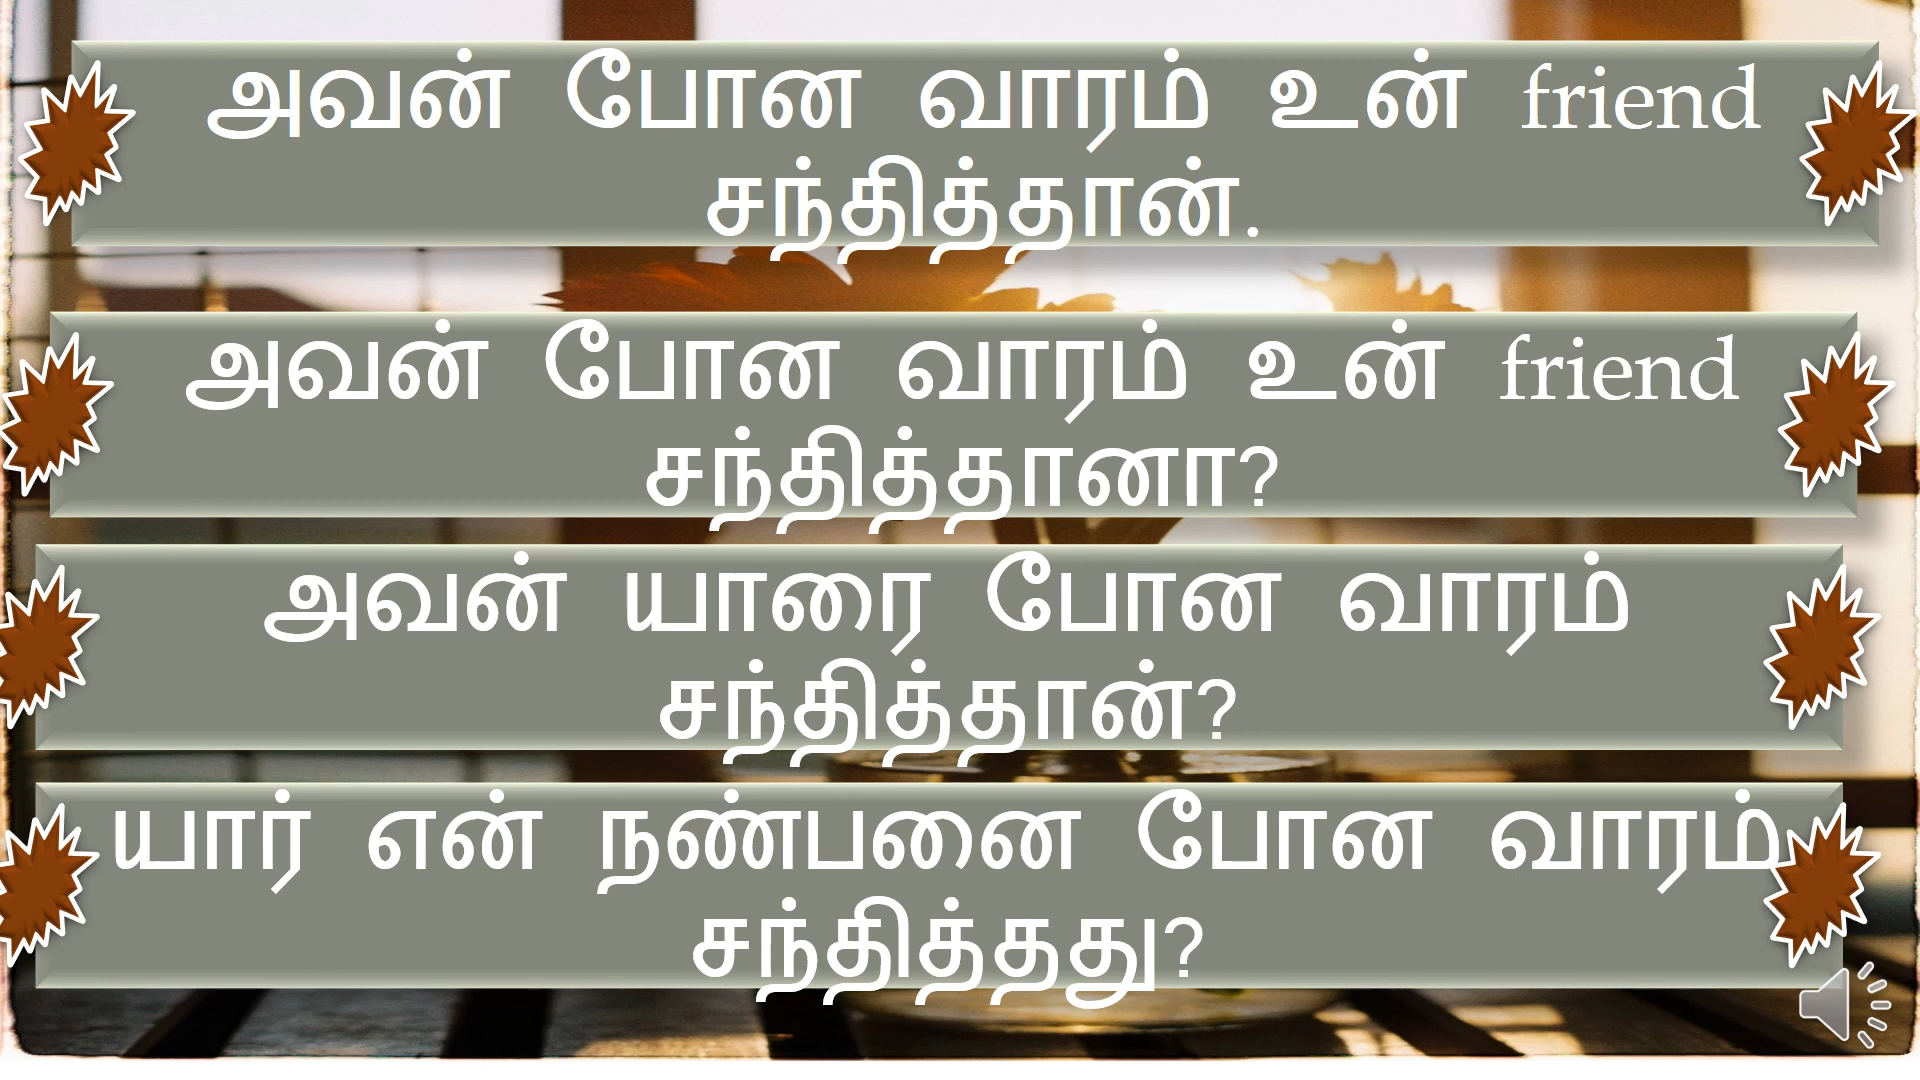 அவன் போன வாரம் உன் friend
சந்தித்தான்.
அவன் போன வாரம் உன் friend
சந்தித்தானா?
அவன் யாரை போன வாரம்
சந்தித்தான்?
யார் என் நண்பனை போன வாரம்
சந்தித்தது?